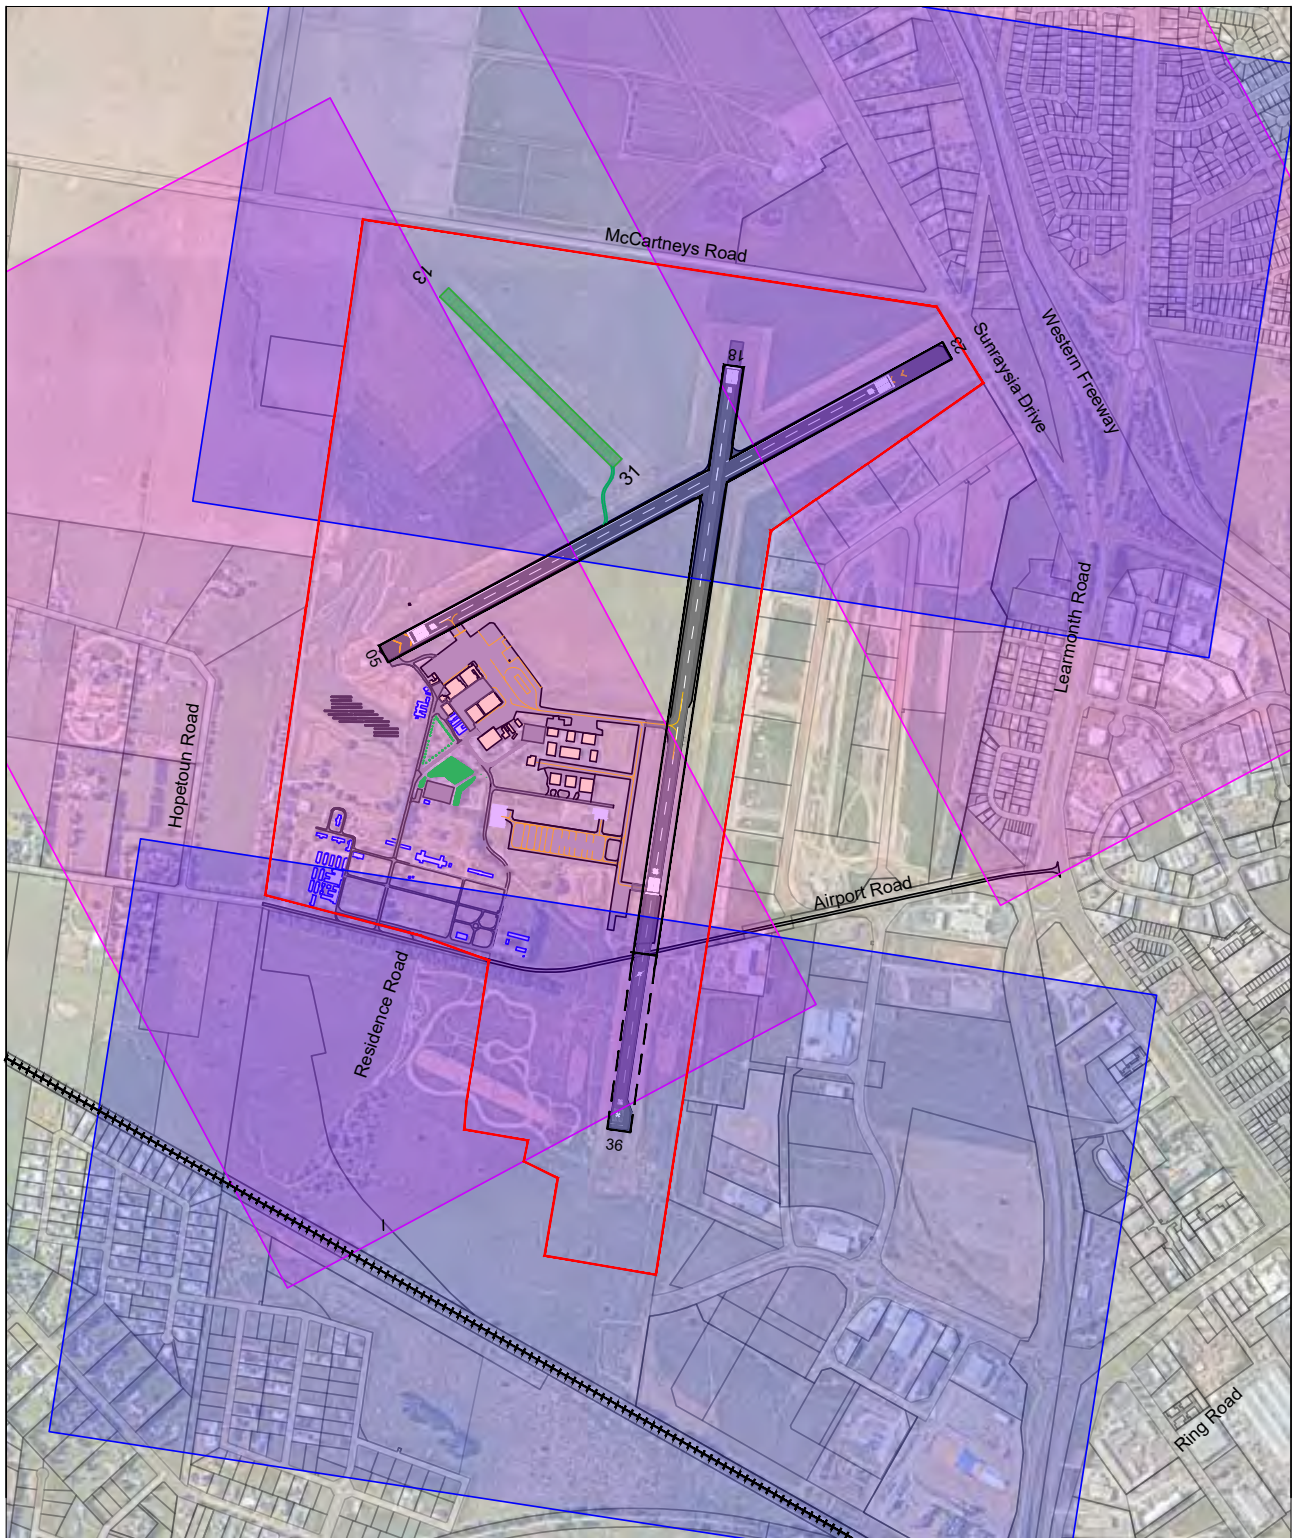 McCartneys Road
13
18
23
Sunraysia Drive
Western Freeway
31
05
Learmonth Road
Hopetoun Road
Airport Road
Residence Road
36
Ring Road